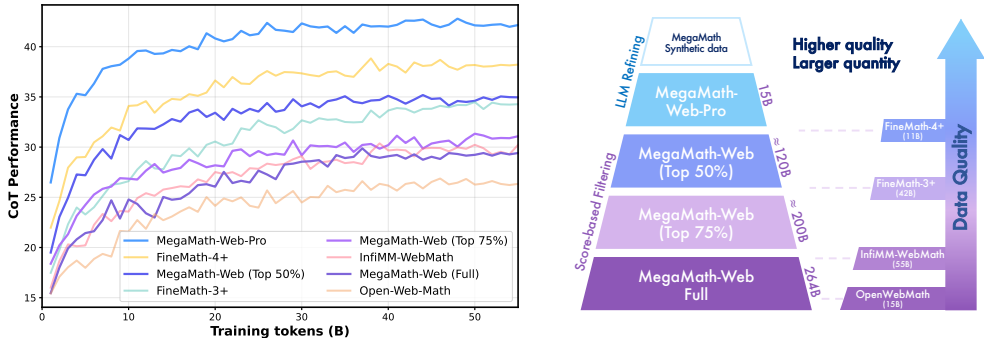 CoT Performance
40
35
30
25
20
15
0
10
20
30
40
50
Training tokens (B)
MegaMath-Web-Pro
FineMath-4+
MegaMath-Web (Top 50%)
FineMath-3+
MegaMath-Web (Top 75%)
InfiMM-WebMath
MegaMath-Web (Full)
Open-Web-Math
LLM Refining
Score-based Filtering
MegaMath
Synthetic data
MegaMath-
Web-Pro
15B
MegaMath-Web
(Top 50%)
≈ 120B
MegaMath-Web
(Top 75%)
≈ 200B
MegaMath-Web
Full
264B
Higher quality
Larger quantity
FineMath-4+
(11B)
FineMath-3+
(42B)
InfiMM-WebMath
(55B)
OpenWebMath
(15B)
Data Quality